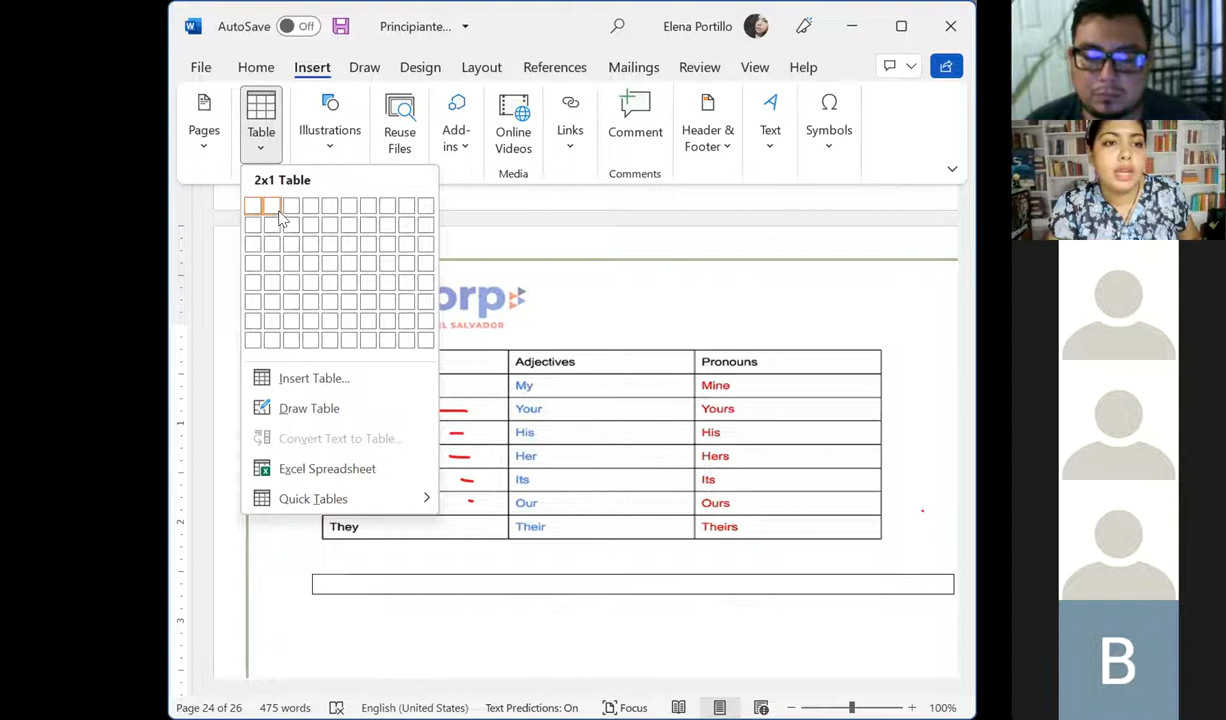 AutoSave Off Principiante... Elena Portillo
File Home Insert Draw Design Layout References Mailings Review View Help
Pages Table Illustrations Reuse Files Add-ins Online Videos Links Comment Header & Footer Text Symbols
Media Comments
2x1 Table
Insert Table...
Draw Table
Convert Text to Table...
Excel Spreadsheet
Quick Tables
orp
EL SALVADOR
Adjectives Pronouns
My Mine
Your Yours
His His
Her Hers
Its Its
Our Ours
They Their Theirs
1
2
3
B
Page 24 of 26 475 words English (United States) Text Predictions: On Focus 100%